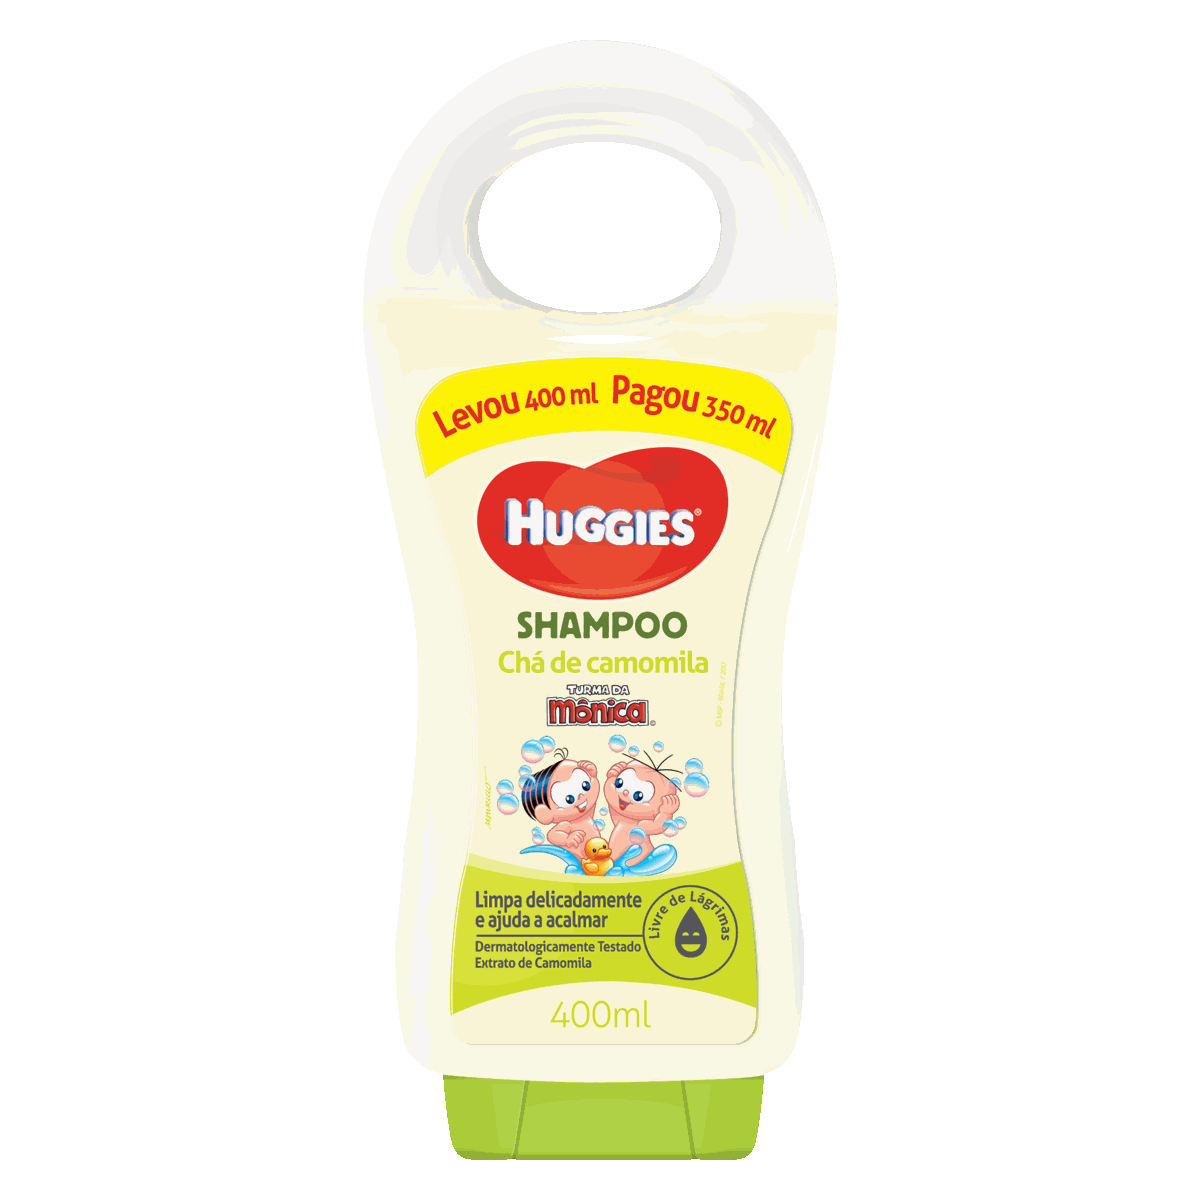 Levou 400 ml Pagou 350 ml
HUGGIES®
SHAMPOO
Chá de camomila
TURMA DA
Mônica
Limpa delicadamente
e ajuda a acalmar
Livre de Lágrimas
Dermatologicamente Testado
Extrato de Camomila
400ml